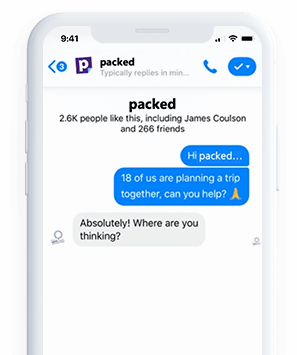 9:41
3
p
packed
Typically replies in min...
packed
2.6K people like this, including James Coulson
and 266 friends
Hi packed...
18 of us are planning a trip
together, can you help? 🙏
Absolutely! Where are you
thinking?